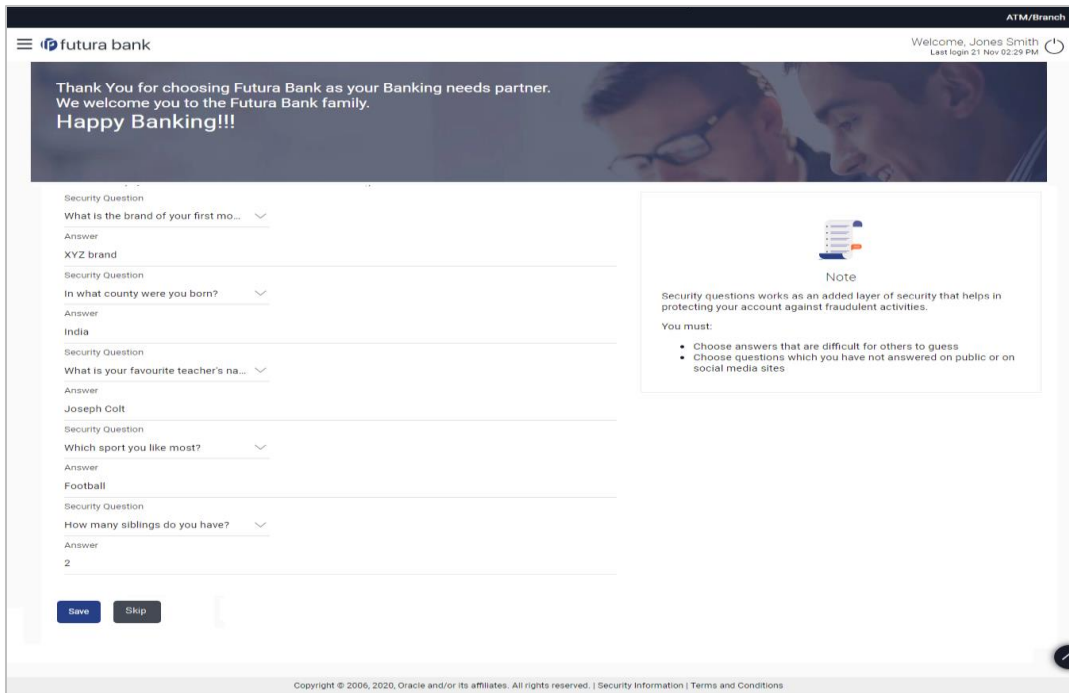 ATM/Branch
futura bank
Welcome, Jones Smith
Last login 21 Nov 02:29 PM
Thank You for choosing Futura Bank as your Banking needs partner.
We welcome you to the Futura Bank family.
Happy Banking!!!
Security Question
What is the brand of your first mo...
Answer
XYZ brand
Security Question
In what county were you born?
Answer
India
Security Question
What is your favourite teacher's na...
Answer
Joseph Colt
Security Question
Which sport you like most?
Answer
Football
Security Question
How many siblings do you have?
Answer
2
Save Skip
Note
Security questions works as an added layer of security that helps in
protecting your account against fraudulent activities.
You must:
• Choose answers that are difficult for others to guess
• Choose questions which you have not answered on public or on
social media sites
Copyright © 2006, 2020, Oracle and/or its affiliates. All rights reserved. | Security Information | Terms and Conditions